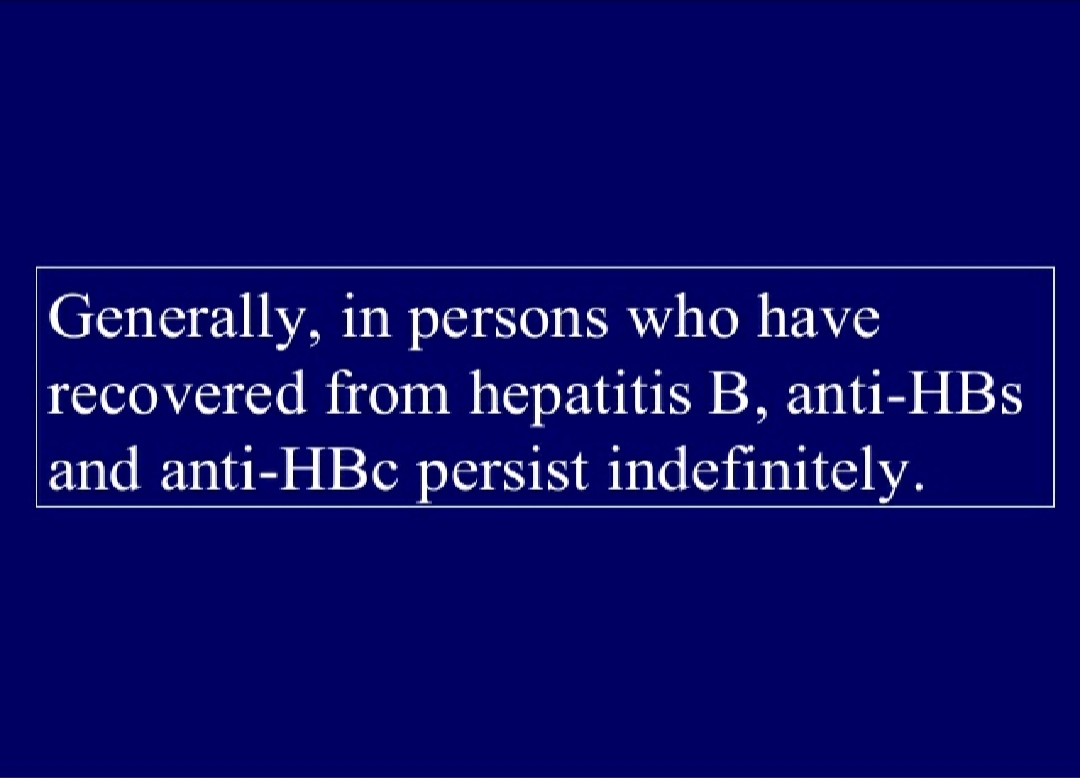 Generally, in persons who have
recovered from hepatitis B, anti-HBs
and anti-HBc persist indefinitely.